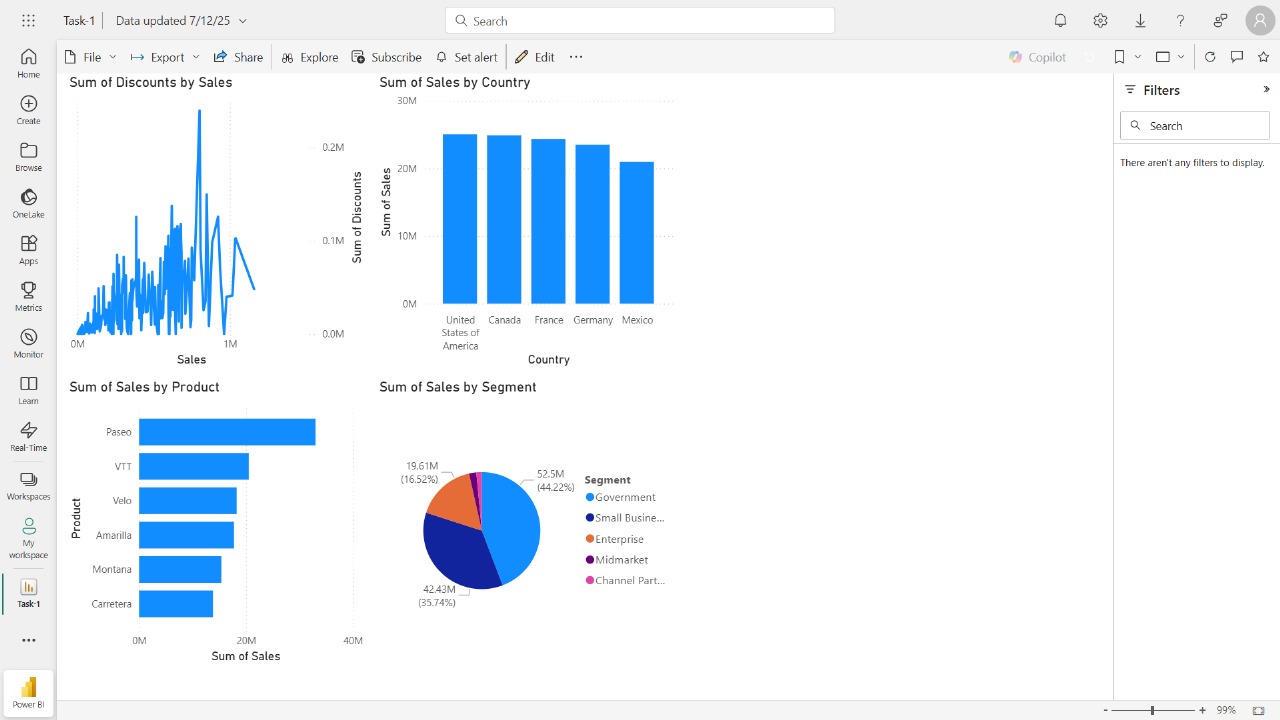 Task-1
Data updated 7/12/25
Search
File
Export
Share
Explore
Subscribe
Set alert
Edit
Copilot
Home
Create
Browse
OneLake
Apps
Metrics
Monitor
Learn
Real-Time
Workspaces
My
workspace
Task-1
Power BI
Sum of Discounts by Sales
0.2M
0.1M
0.0M
Sum of Discounts
0M
1M
Sales
Sum of Sales by Country
30M
20M
10M
0M
Sum of Sales
United
States of
America
Canada
France
Germany
Mexico
Country
Sum of Sales by Product
Product
Paseo
VTT
Velo
Amarilla
Montana
Carretera
0M
20M
40M
Sum of Sales
Sum of Sales by Segment
19.61M
(16.52%)
52.5M
(44.22%)
42.43M
(35.74%)
Segment
Government
Small Busine...
Enterprise
Midmarket
Channel Part...
Filters
Search
There aren't any filters to display.
- + 99%